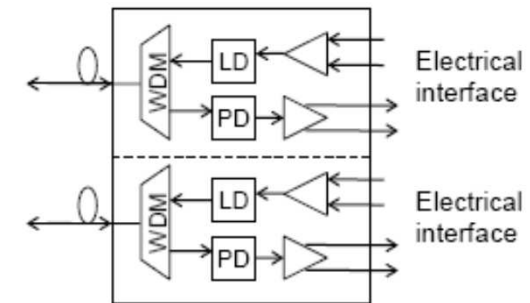 WDM
LD
PD
Electrical
interface
WDM
LD
PD
Electrical
interface